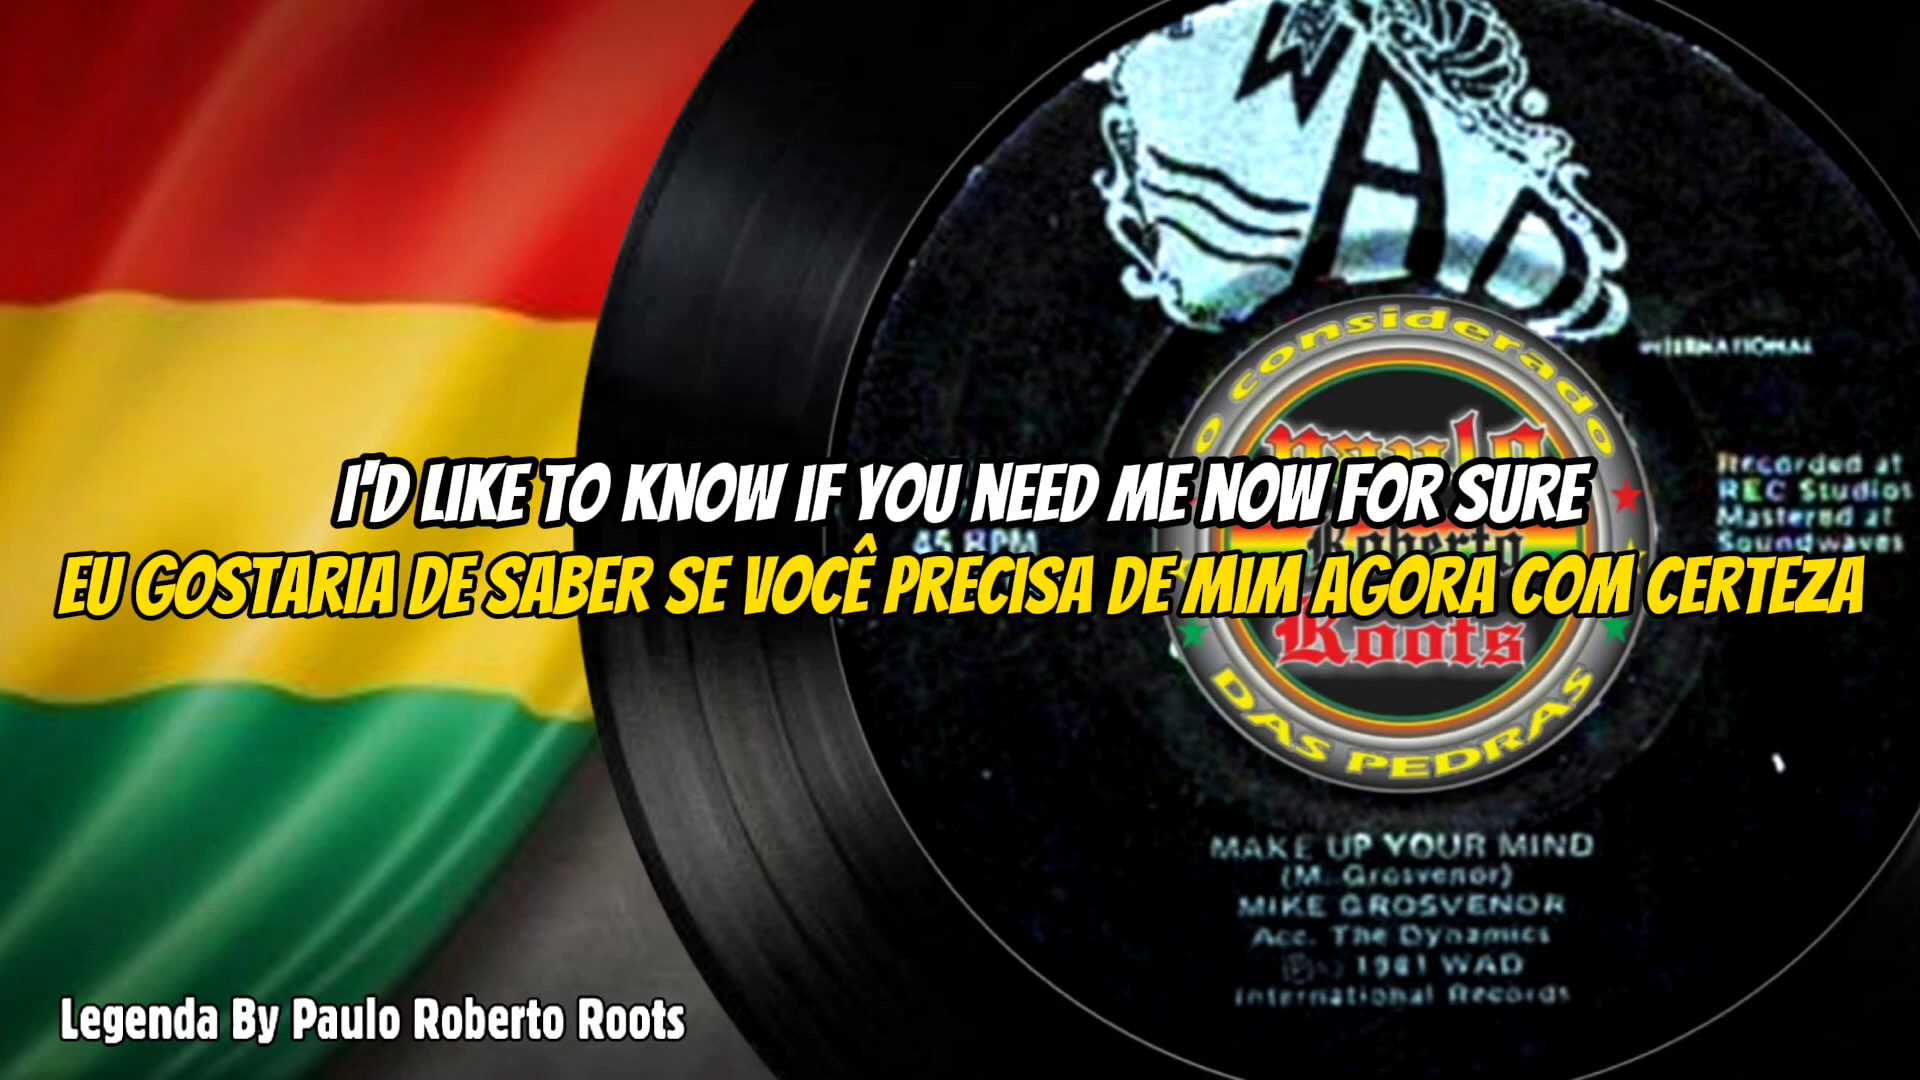 WAD
INTERNATIONAL
o considerado
Paulo
Roberto
Roots
DAS PEDRAS
Recorded at
REC Studios
Mastered at
Soundwaves
I'D LIKE TO KNOW IF YOU NEED ME NOW FOR SURE
45 RPM
EU GOSTARIA DE SABER SE VOCÊ PRECISA DE MIM AGORA COM CERTEZA
MAKE UP YOUR MIND
(M. Grosvenor)
MIKE GROSVENOR
Acc. The Dynamics
1981 WAD
International Records
Legenda By Paulo Roberto Roots